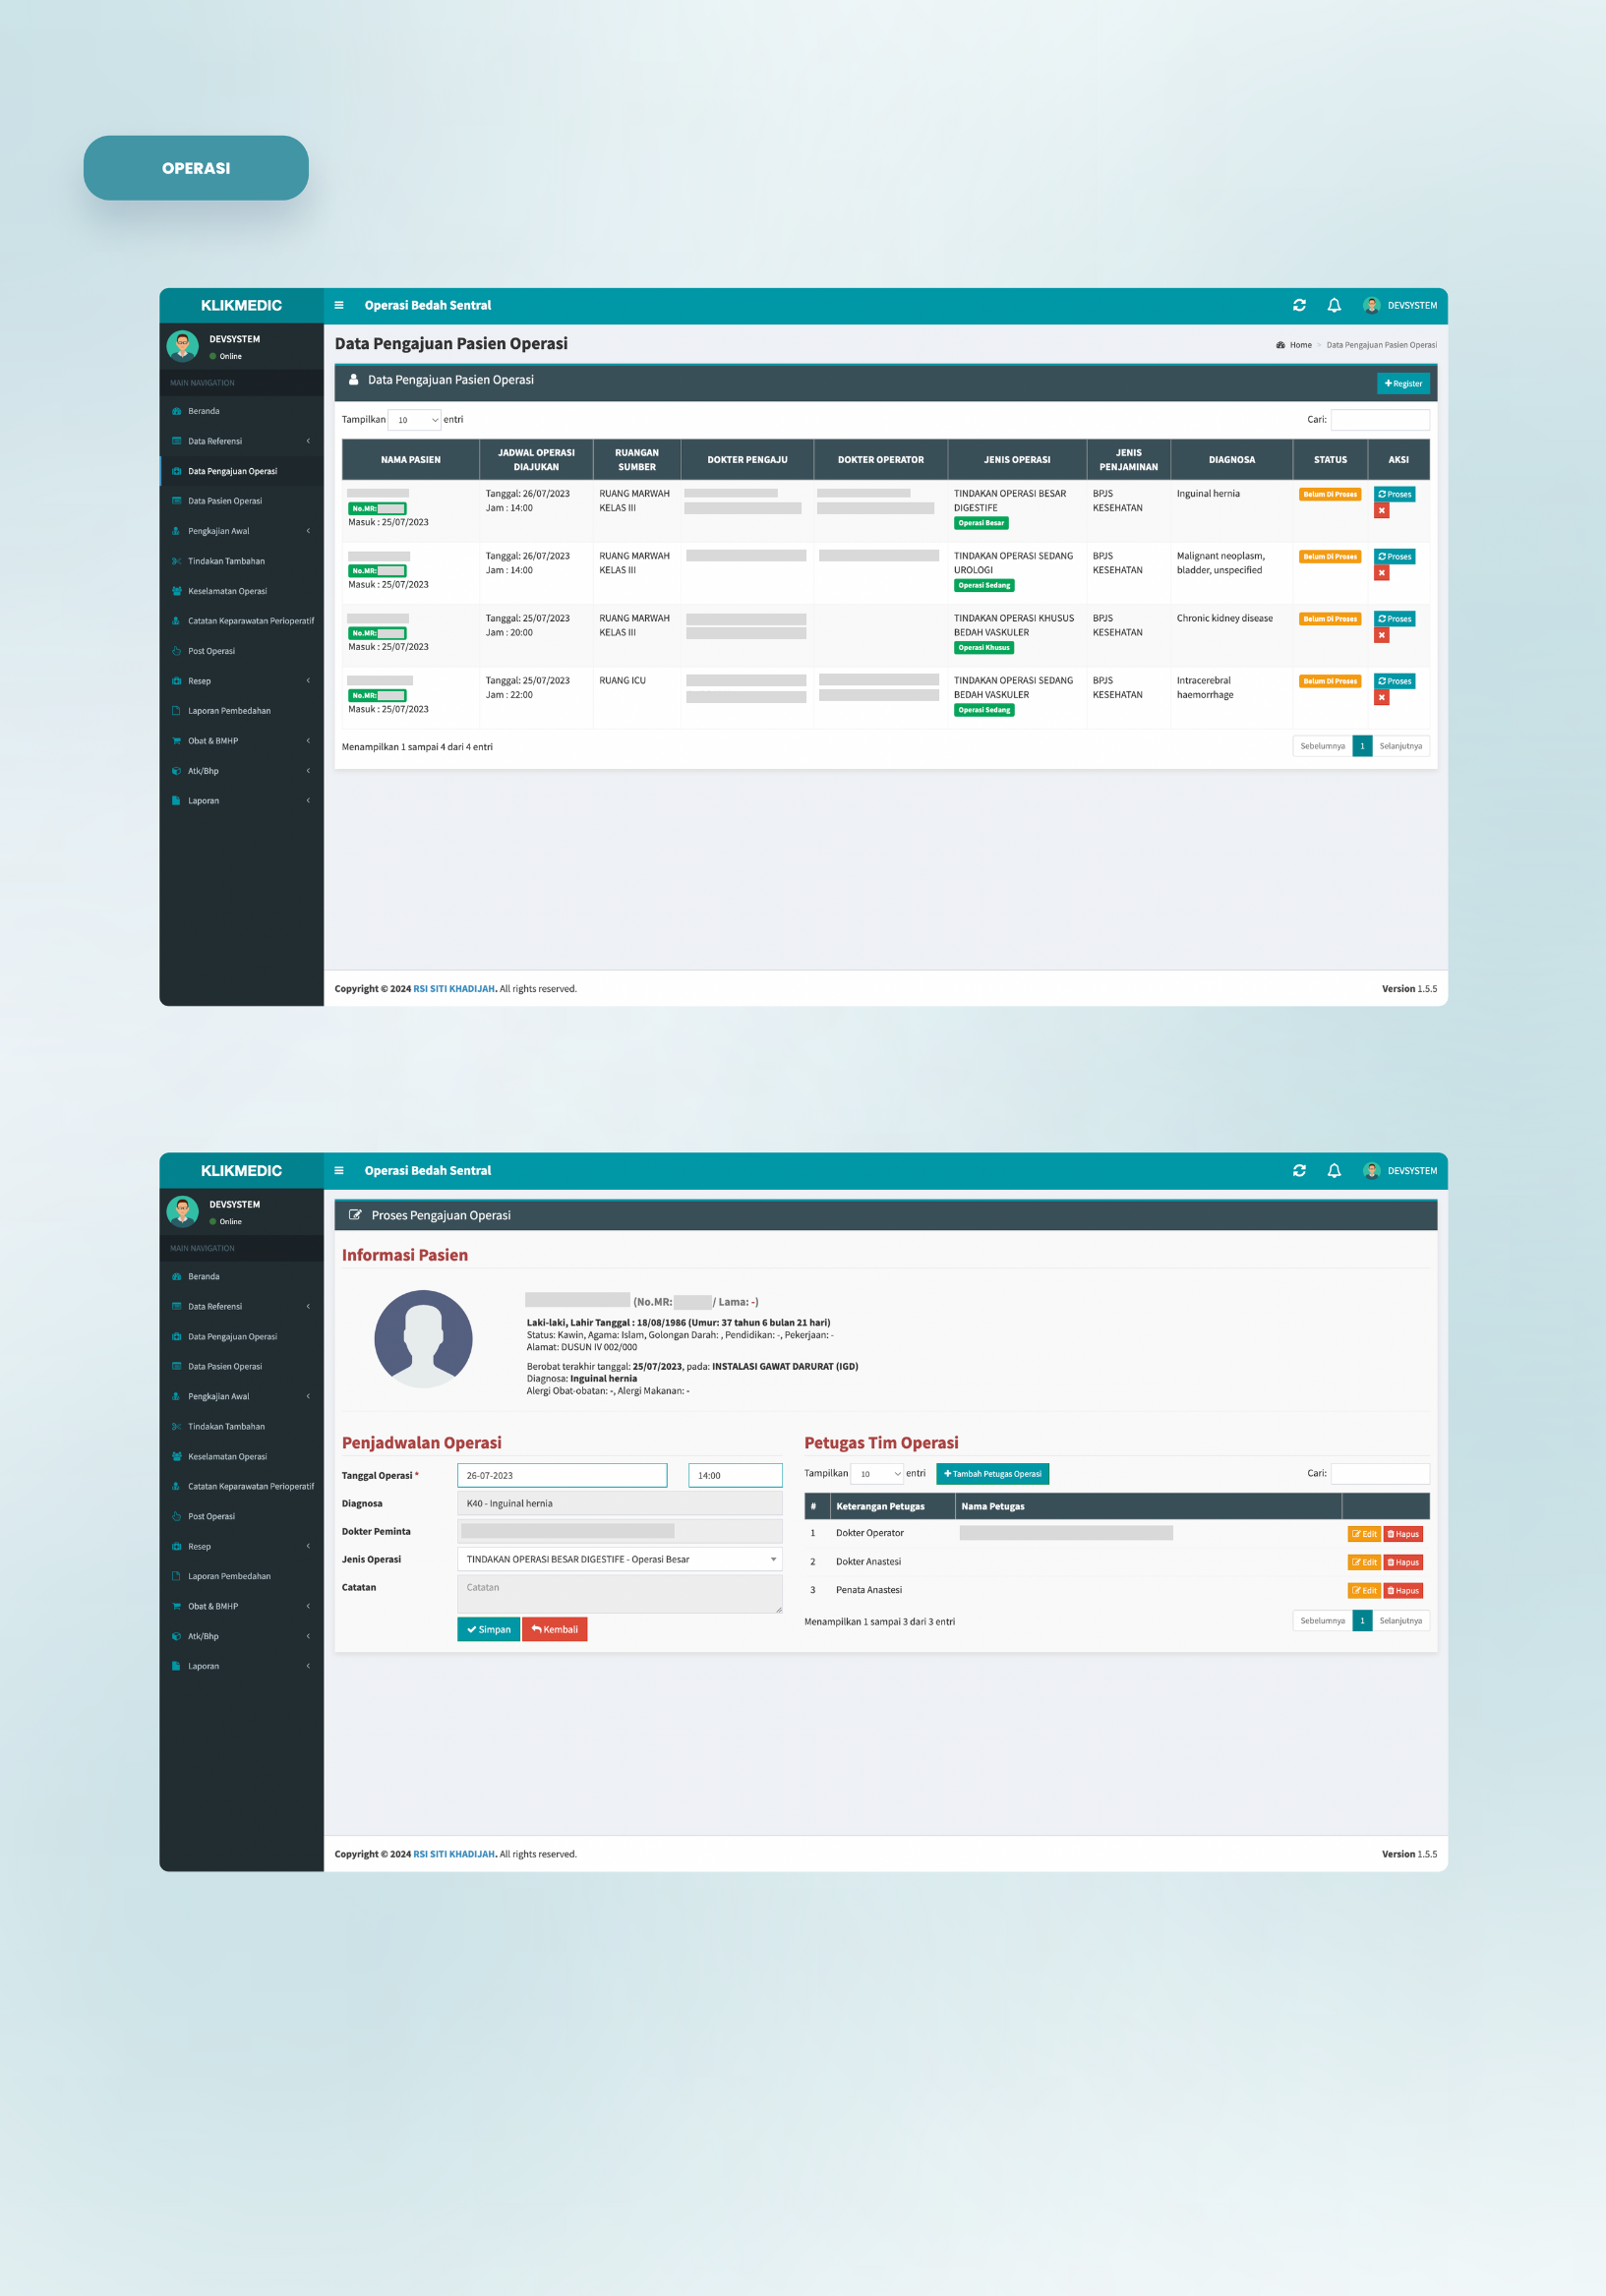 OPERASI
KLIKMEDIC
Operasi Bedah Sentral
DEVSYSTEM
DEVSYSTEM
Online
MAIN NAVIGATION
Beranda
Data Referensi
Data Pengajuan Operasi
Data Pasien Operasi
Pengkajian Awal
Tindakan Tambahan
Keselamatan Operasi
Catatan Keparawatan Perioperatif
Post Operasi
Resep
Laporan Pembedahan
Obat & BMHP
Atk/Bhp
Laporan
Data Pengajuan Pasien Operasi
Home > Data Pengajuan Pasien Operasi
Data Pengajuan Pasien Operasi
+ Register
Tampilkan 10 entri
Cari:
NAMA PASIEN
JADWAL OPERASI
DIAJUKAN
RUANGAN
SUMBER
DOKTER PENGAJU
DOKTER OPERATOR
JENIS OPERASI
JENIS
PENJAMINAN
DIAGNOSA
STATUS
AKSI
No.MR:
Masuk : 25/07/2023
Tanggal: 26/07/2023
Jam : 14:00
RUANG MARWAH
KELAS III
TINDAKAN OPERASI BESAR
DIGESTIFE
Operasi Besar
BPJS
KESEHATAN
Inguinal hernia
Belum Di Proses
Proses
No.MR:
Masuk : 25/07/2023
Tanggal: 26/07/2023
Jam : 14:00
RUANG MARWAH
KELAS III
TINDAKAN OPERASI SEDANG
UROLOGI
Operasi Sedang
BPJS
KESEHATAN
Malignant neoplasm,
bladder, unspecified
Belum Di Proses
Proses
No.MR:
Masuk : 25/07/2023
Tanggal: 25/07/2023
Jam : 20:00
RUANG MARWAH
KELAS III
TINDAKAN OPERASI KHUSUS
BEDAH VASKULER
Operasi Khusus
BPJS
KESEHATAN
Chronic kidney disease
Belum Di Proses
Proses
No.MR:
Masuk : 25/07/2023
Tanggal: 25/07/2023
Jam : 22:00
RUANG ICU
TINDAKAN OPERASI SEDANG
BEDAH VASKULER
Operasi Sedang
BPJS
KESEHATAN
Intracerebral
haemorrhage
Belum Di Proses
Proses
Menampilkan 1 sampai 4 dari 4 entri
Sebelumnya 1 Selanjutnya
Copyright © 2024 RSI SITI KHADIJAH. All rights reserved.
Version 1.5.5
KLIKMEDIC
Operasi Bedah Sentral
DEVSYSTEM
DEVSYSTEM
Online
MAIN NAVIGATION
Beranda
Data Referensi
Data Pengajuan Operasi
Data Pasien Operasi
Pengkajian Awal
Tindakan Tambahan
Keselamatan Operasi
Catatan Keparawatan Perioperatif
Post Operasi
Resep
Laporan Pembedahan
Obat & BMHP
Atk/Bhp
Laporan
Proses Pengajuan Operasi
Informasi Pasien
(No.MR: / Lama: -)
Laki-laki, Lahir Tanggal : 18/08/1986 (Umur: 37 tahun 6 bulan 21 hari)
Status: Kawin, Agama: Islam, Golongan Darah: , Pendidikan: -, Pekerjaan: -
Alamat: DUSUN IV 002/000
Berobat terakhir tanggal: 25/07/2023, pada: INSTALASI GAWAT DARURAT (IGD)
Diagnosa: Inguinal hernia
Alergi Obat-obatan: -, Alergi Makanan: -
Penjadwalan Operasi
Tanggal Operasi * 26-07-2023 14:00
Diagnosa K40 - Inguinal hernia
Dokter Peminta
Jenis Operasi TINDAKAN OPERASI BESAR DIGESTIFE - Operasi Besar
Catatan Catatan
Simpan Kembali
Petugas Tim Operasi
Tampilkan 10 entri + Tambah Petugas Operasi Cari:
# Keterangan Petugas Nama Petugas
1 Dokter Operator Edit Hapus
2 Dokter Anastesi Edit Hapus
3 Penata Anastesi Edit Hapus
Menampilkan 1 sampai 3 dari 3 entri
Sebelumnya 1 Selanjutnya
Copyright © 2024 RSI SITI KHADIJAH. All rights reserved.
Version 1.5.5